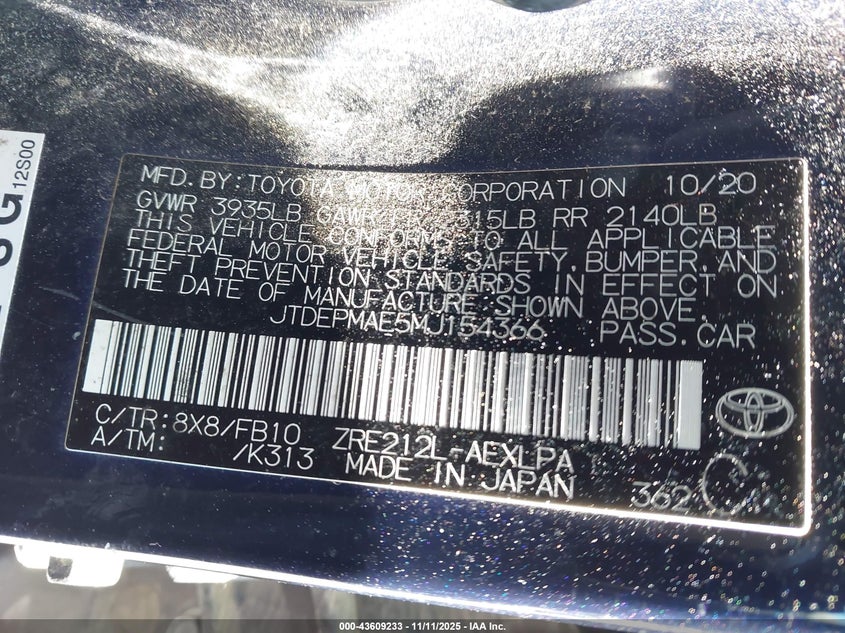 12S00
MFD.BY:TOYOTA MOTOR CORPORATION 10/20
GVWR 3935LB GAWR 315LB RR 2140LB
THIS VEHICLE CONFORMS TO ALL APPLICABLE
FEDERAL MOTOR VEHICLE SAFETY,BUMPER,AND
THEFT PREVENTION STANDARDS IN EFFECT ON
THE DATE OF MANUFACTURE SHOWN ABOVE.
JTDEPMAE5MJ154366 PASS.CAR
C/TR:8X8/FB10 ZRE212L-AEXLPA
A/TM: /K313 MADE IN JAPAN
362
000-43609233 - 11/11/2025 - IAA Inc.